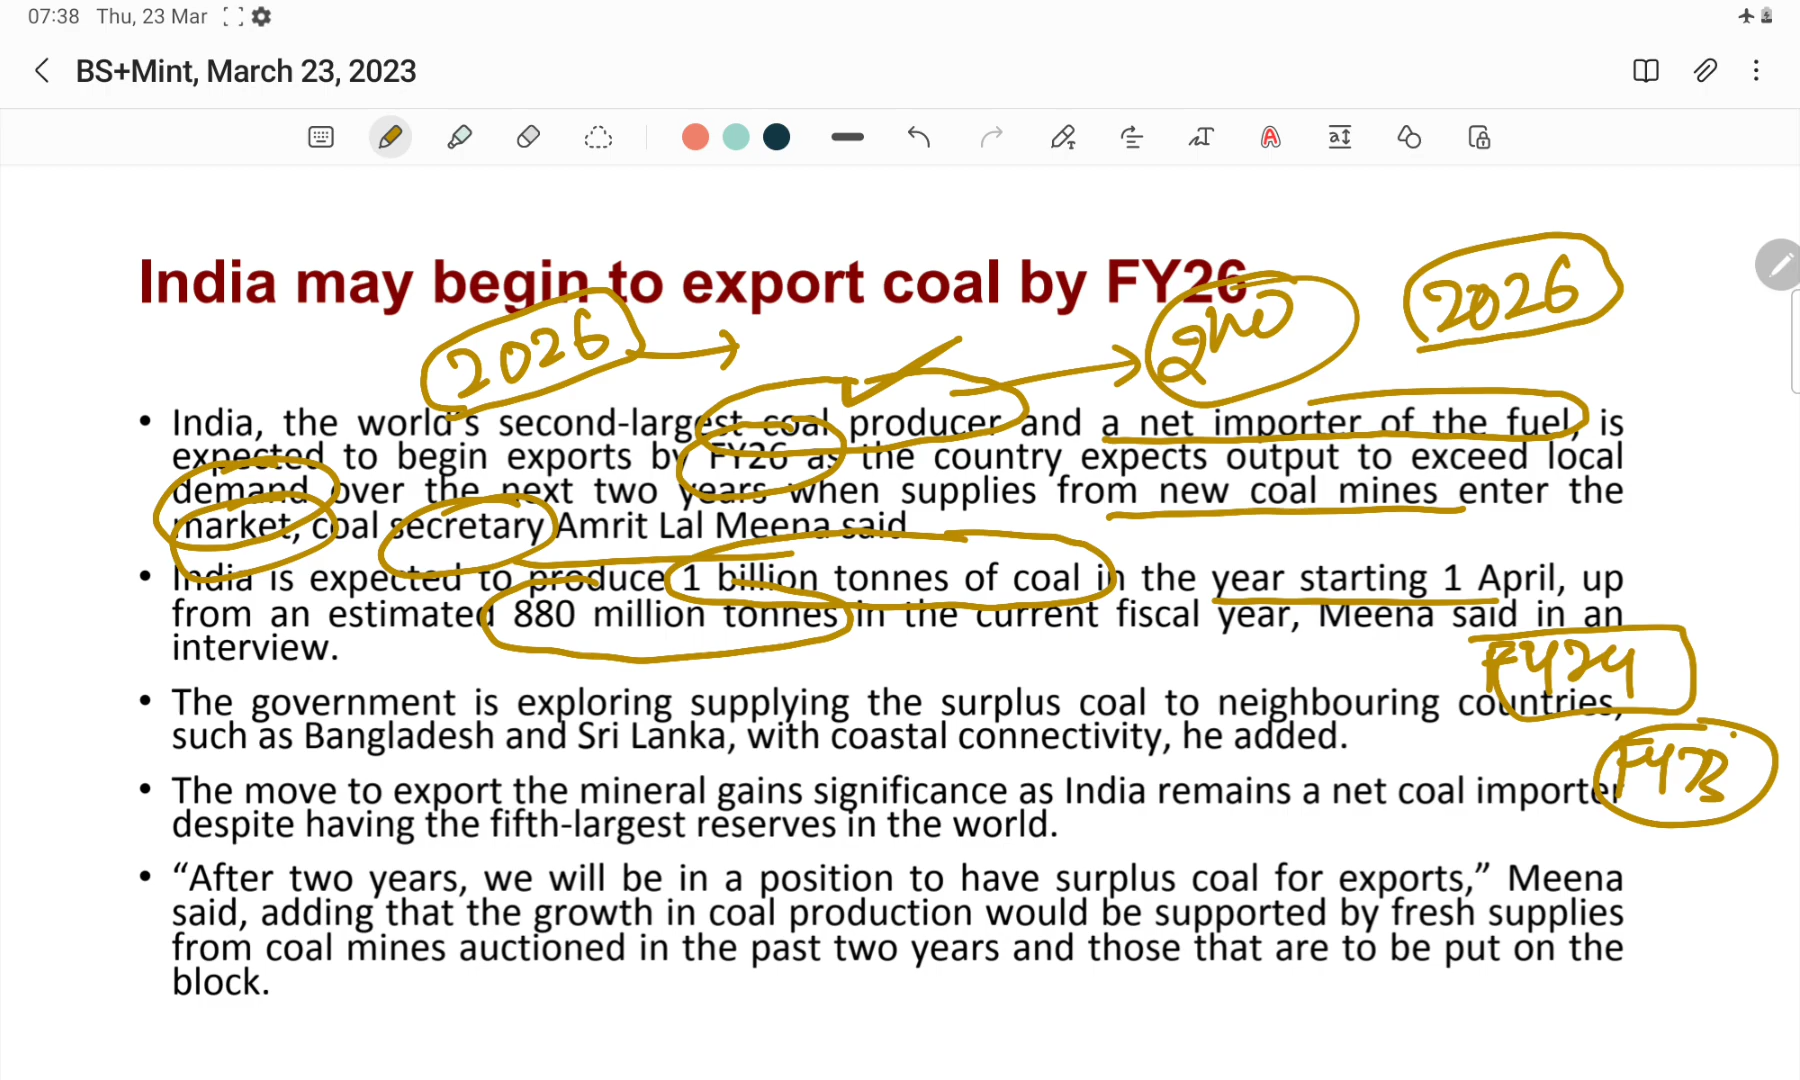 07:38 Thu, 23 Mar
BS+Mint, March 23, 2023
India may begin to export coal by FY26
2026
2026
2nd
• India, the world's second-largest coal producer and a net importer of the fuel, is
expected to begin exports by FY26 as the country expects output to exceed local
demand over the next two years when supplies from new coal mines enter the
market, coal secretary Amrit Lal Meena said.
• India is expected to produce 1 billion tonnes of coal in the year starting 1 April, up
from an estimated 880 million tonnes in the current fiscal year, Meena said in an
interview.
FY24
• The government is exploring supplying the surplus coal to neighbouring countries,
such as Bangladesh and Sri Lanka, with coastal connectivity, he added.
FY23
• The move to export the mineral gains significance as India remains a net coal importer
despite having the fifth-largest reserves in the world.
• “After two years, we will be in a position to have surplus coal for exports,” Meena
said, adding that the growth in coal production would be supported by fresh supplies
from coal mines auctioned in the past two years and those that are to be put on the
block.